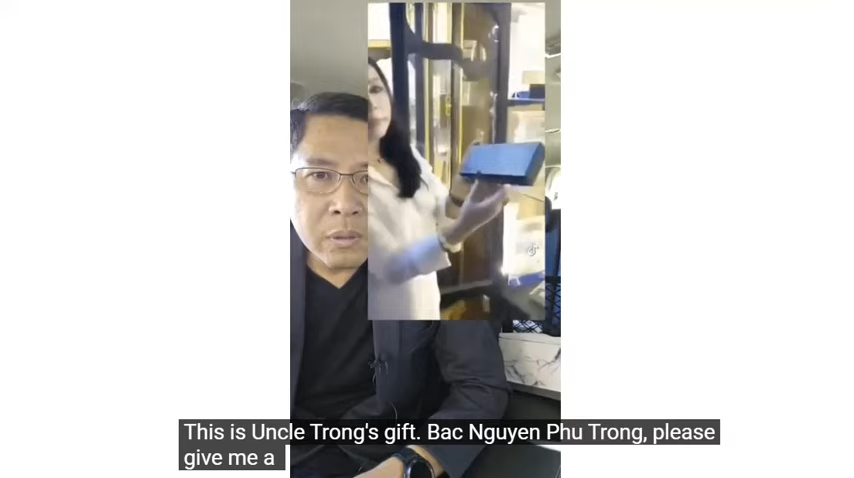 This is Uncle Trong's gift. Bac Nguyen Phu Trong, please
give me a